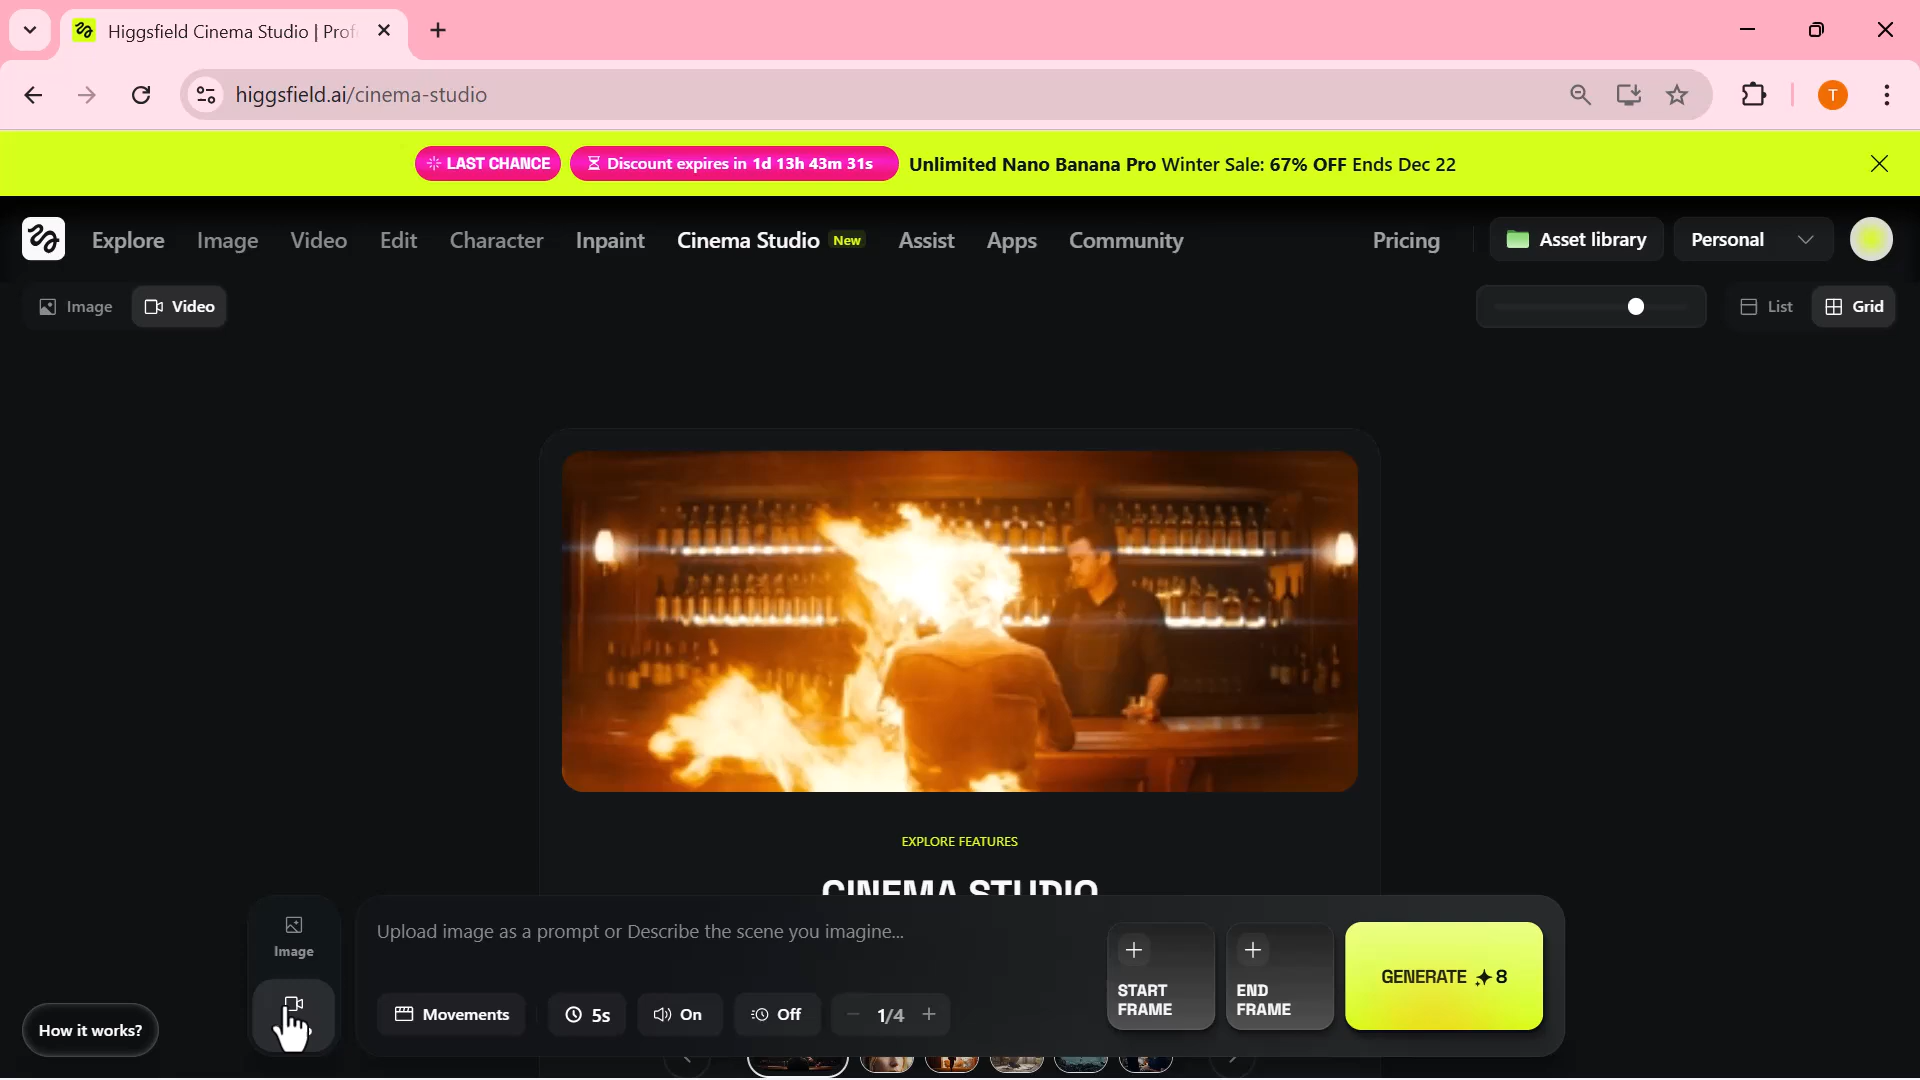 Higgsfield Cinema Studio | Prof
higgsfield.ai/cinema-studio
T
LAST CHANCE
Discount expires in 1d 13h 43m 31s
Unlimited Nano Banana Pro Winter Sale: 67% OFF Ends Dec 22
Explore
Image
Video
Edit
Character
Inpaint
Cinema Studio New
Assist
Apps
Community
Pricing
Asset library
Personal
Image
Video
List
Grid
EXPLORE FEATURES
CINEMA STUDIO
Image
Upload image as a prompt or Describe the scene you imagine...
START
FRAME
END
FRAME
GENERATE 8
Movements
5s
On
Off
1/4
How it works?